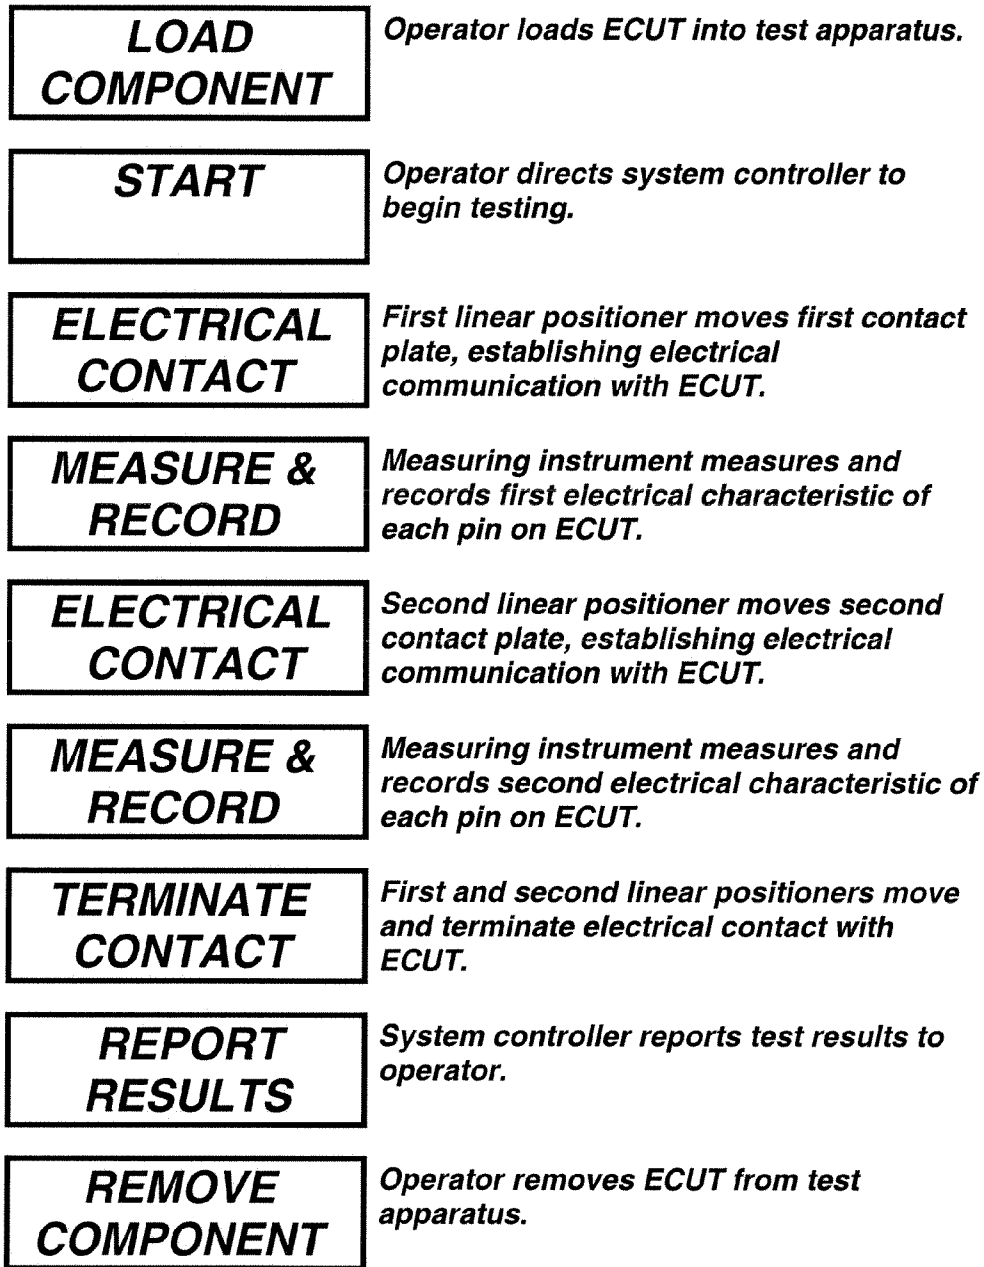 LOAD
COMPONENT
Operator loads ECUT into test apparatus.
START
Operator directs system controller to
begin testing.
ELECTRICAL
CONTACT
First linear positioner moves first contact
plate, establishing electrical
communication with ECUT.
MEASURE &
RECORD
Measuring instrument measures and
records first electrical characteristic of
each pin on ECUT.
ELECTRICAL
CONTACT
Second linear positioner moves second
contact plate, establishing electrical
communication with ECUT.
MEASURE &
RECORD
Measuring instrument measures and
records second electrical characteristic of
each pin on ECUT.
TERMINATE
CONTACT
First and second linear positioners move
and terminate electrical contact with
ECUT.
REPORT
RESULTS
System controller reports test results to
operator.
REMOVE
COMPONENT
Operator removes ECUT from test
apparatus.